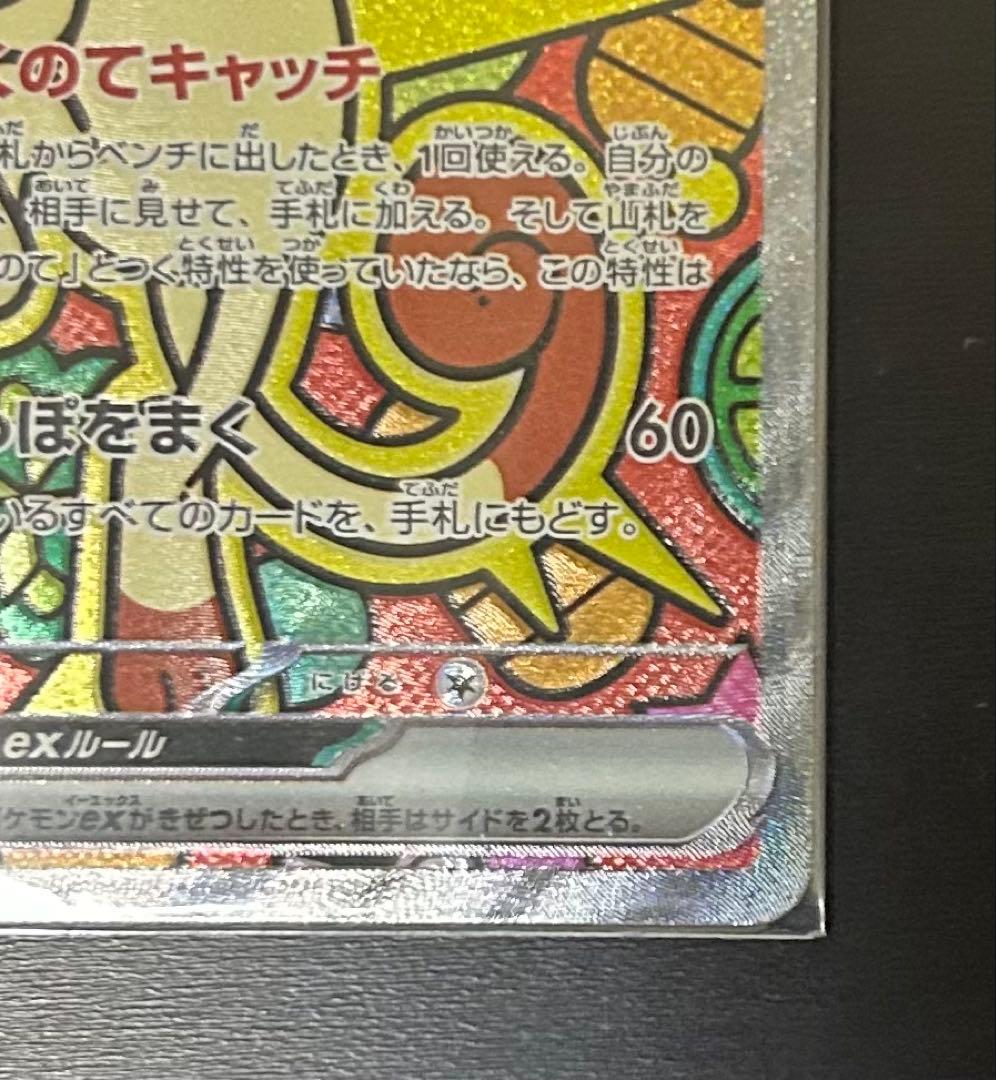 のてキャッチ
札からベンチに出したとき、1回使える。自分の
相手に見せて、手札に加える。そして山札を
のて」とつく特性を使っていたなら、この特性は
ぽをまく 60
いるすべてのカードを、手札にもどす。
にげる
exルール
ケモンexがきぜつしたとき、相手はサイドを2枚とる。